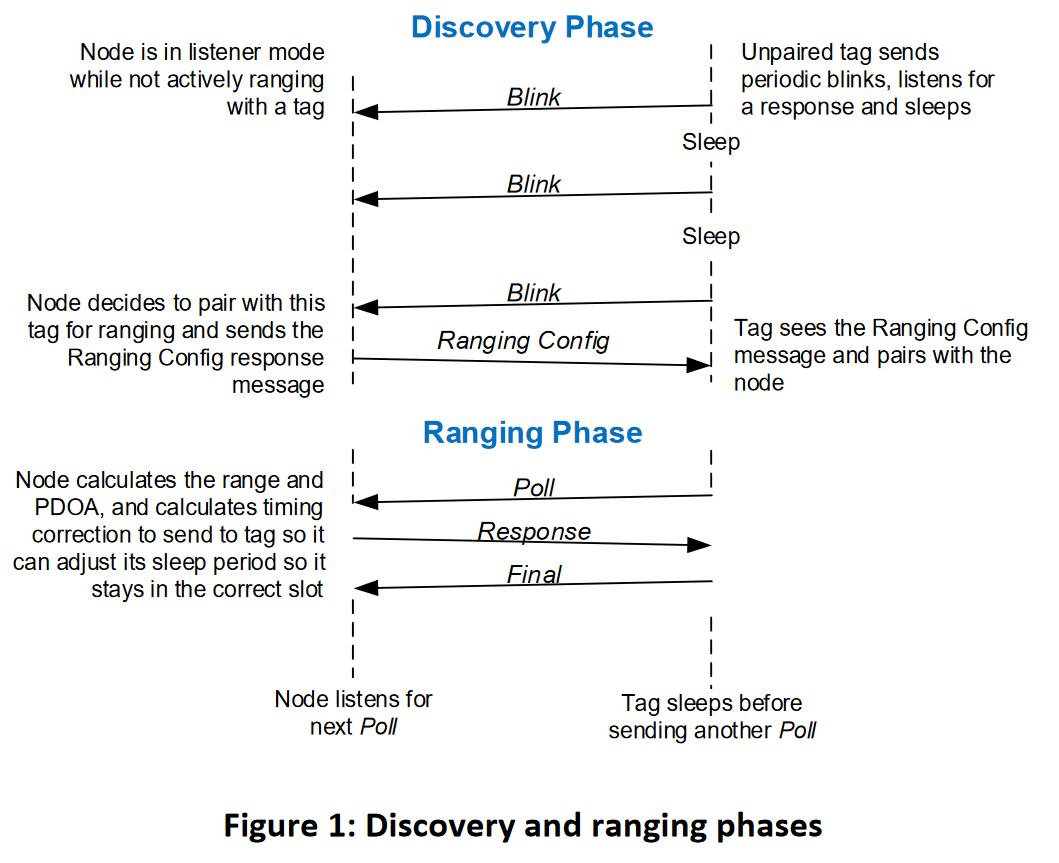 Discovery Phase
Node is in listener mode
while not actively ranging
with a tag
Unpaired tag sends
periodic blinks, listens for
a response and sleeps
Blink
Sleep
Blink
Sleep
Blink
Node decides to pair with this
tag for ranging and sends the
Ranging Config response
message
Ranging Config
Tag sees the Ranging Config
message and pairs with the
node
Ranging Phase
Node calculates the range and
PDOA, and calculates timing
correction to send to tag so it
can adjust its sleep period so it
stays in the correct slot
Poll
Response
Final
Node listens for
next Poll
Tag sleeps before
sending another Poll
Figure 1: Discovery and ranging phases